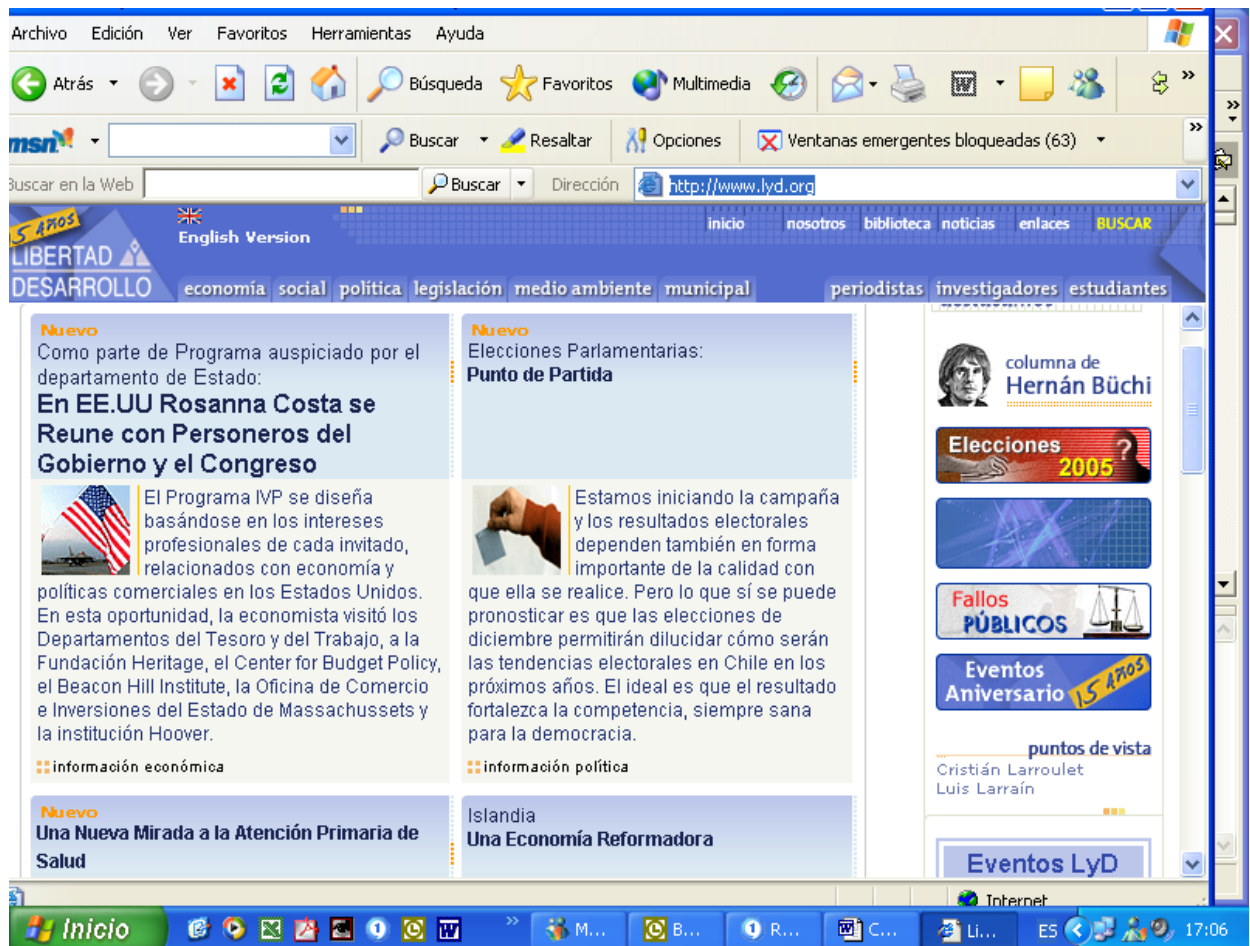 Archivo Edición Ver Favoritos Herramientas Ayuda
Atrás Búsqueda Favoritos Multimedia »
msn Buscar Resaltar Opciones Ventanas emergentes bloqueadas (63) »
Buscar en la Web Buscar Dirección http://www.lyd.org
15 AÑOS
LIBERTAD
DESARROLLO
English Version
inicio nosotros biblioteca noticias enlaces BUSCAR
economía social política legislación medio ambiente municipal periodistas investigadores estudiantes
Nuevo
Como parte de Programa auspiciado por el
departamento de Estado:
En EE.UU Rosanna Costa se
Reune con Personeros del
Gobierno y el Congreso
El Programa IVP se diseña
basándose en los intereses
profesionales de cada invitado,
relacionados con economía y
políticas comerciales en los Estados Unidos.
En esta oportunidad, la economista visitó los
Departamentos del Tesoro y del Trabajo, a la
Fundación Heritage, el Center for Budget Policy,
el Beacon Hill Institute, la Oficina de Comercio
e Inversiones del Estado de Massachussets y
la institución Hoover.
información económica
Nuevo
Elecciones Parlamentarias:
Punto de Partida
Estamos iniciando la campaña
y los resultados electorales
dependen también en forma
importante de la calidad con
que ella se realice. Pero lo que sí se puede
pronosticar es que las elecciones de
diciembre permitirán dilucidar cómo serán
las tendencias electorales en Chile en los
próximos años. El ideal es que el resultado
fortalezca la competencia, siempre sana
para la democracia.
información política
Nuevo
Una Nueva Mirada a la Atención Primaria de
Salud
Islandia
Una Economía Reformadora
columna de
Hernán Büchi
Elecciones ?
2005
Fallos
PÚBLICOS
Eventos
Aniversario 15 AÑOS
puntos de vista
Cristián Larroulet
Luis Larraín
Eventos LyD
Internet
Inicio » M... B... R... C... Li... ES 17:06